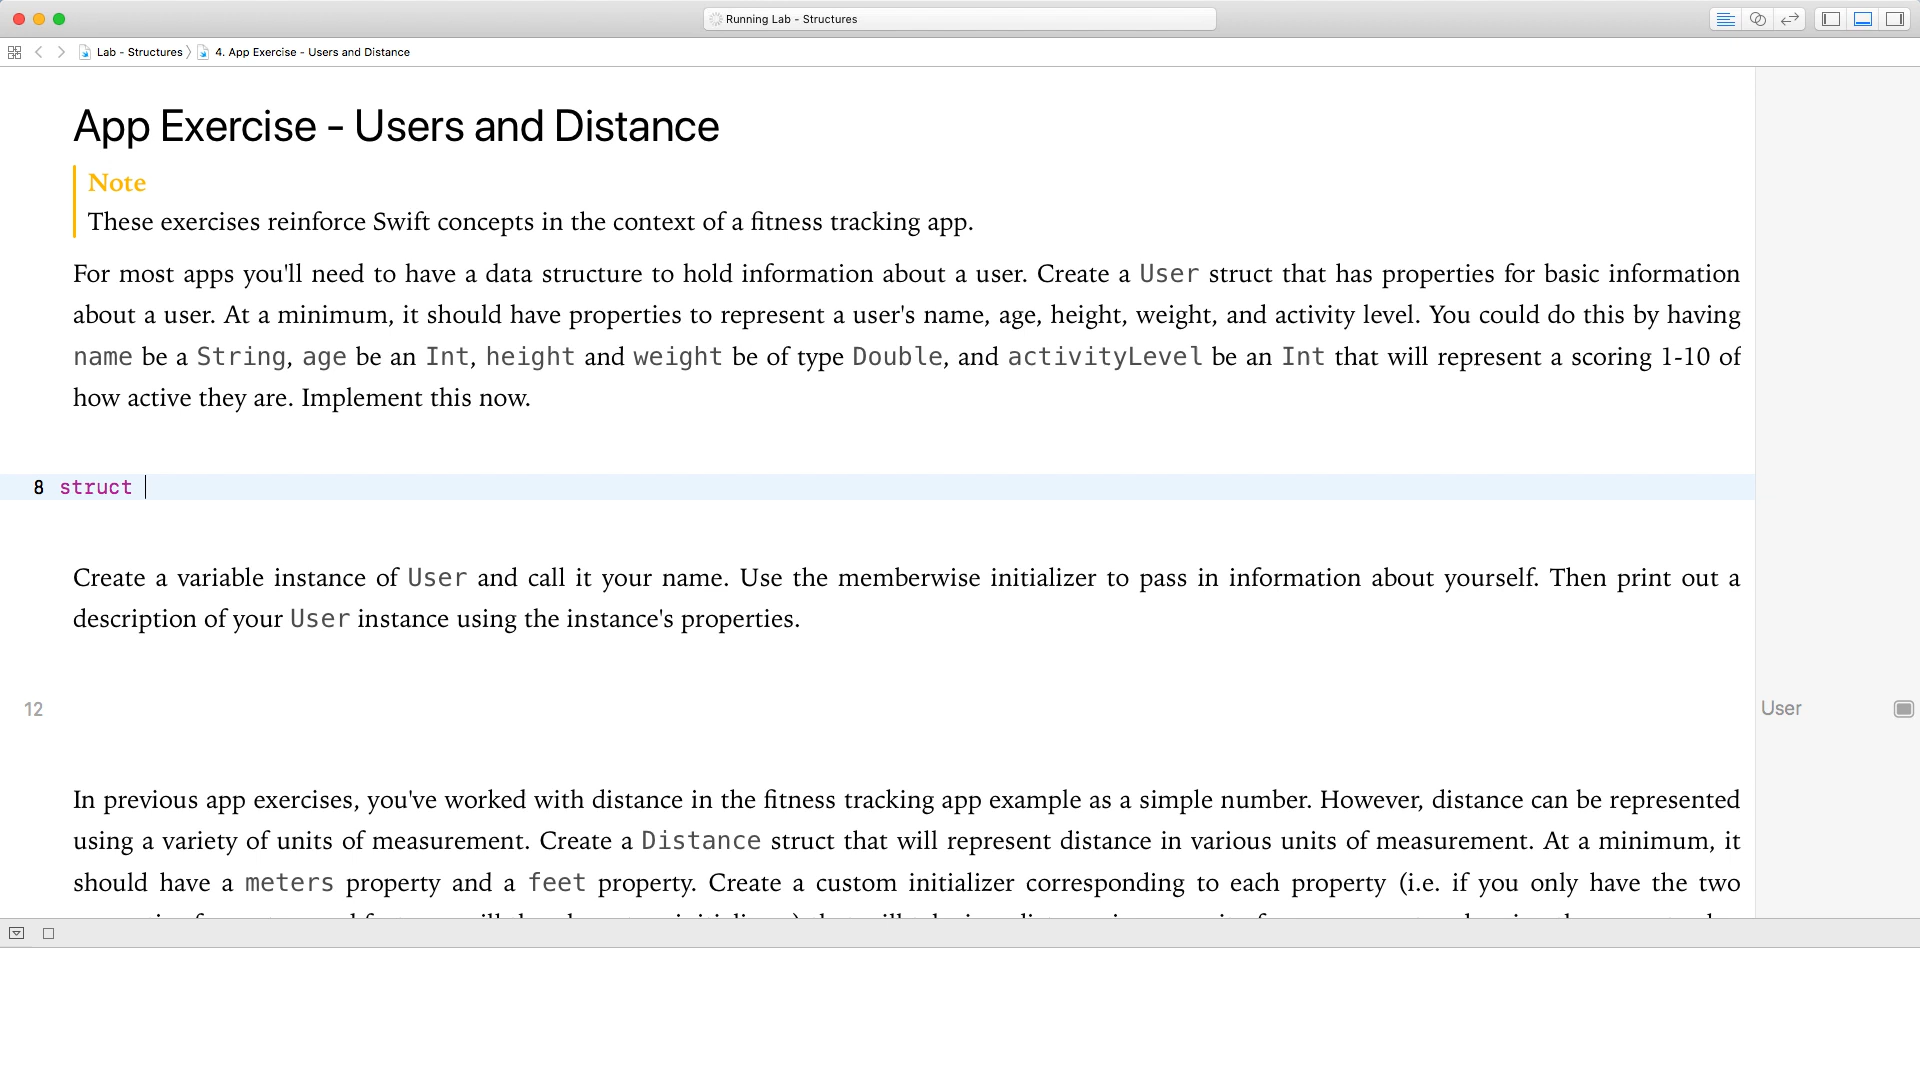 Running Lab - Structures
Lab - Structures 4. App Exercise - Users and Distance
App Exercise - Users and Distance
Note
These exercises reinforce Swift concepts in the context of a fitness tracking app.
For most apps you'll need to have a data structure to hold information about a user. Create a User struct that has properties for basic information
about a user. At a minimum, it should have properties to represent a user's name, age, height, weight, and activity level. You could do this by having
name be a String, age be an Int, height and weight be of type Double, and activityLevel be an Int that will represent a scoring 1-10 of
how active they are. Implement this now.
8 struct
Create a variable instance of User and call it your name. Use the memberwise initializer to pass in information about yourself. Then print out a
description of your User instance using the instance's properties.
12 User
In previous app exercises, you've worked with distance in the fitness tracking app example as a simple number. However, distance can be represented
using a variety of units of measurement. Create a Distance struct that will represent distance in various units of measurement. At a minimum, it
should have a meters property and a feet property. Create a custom initializer corresponding to each property (i.e. if you only have the two